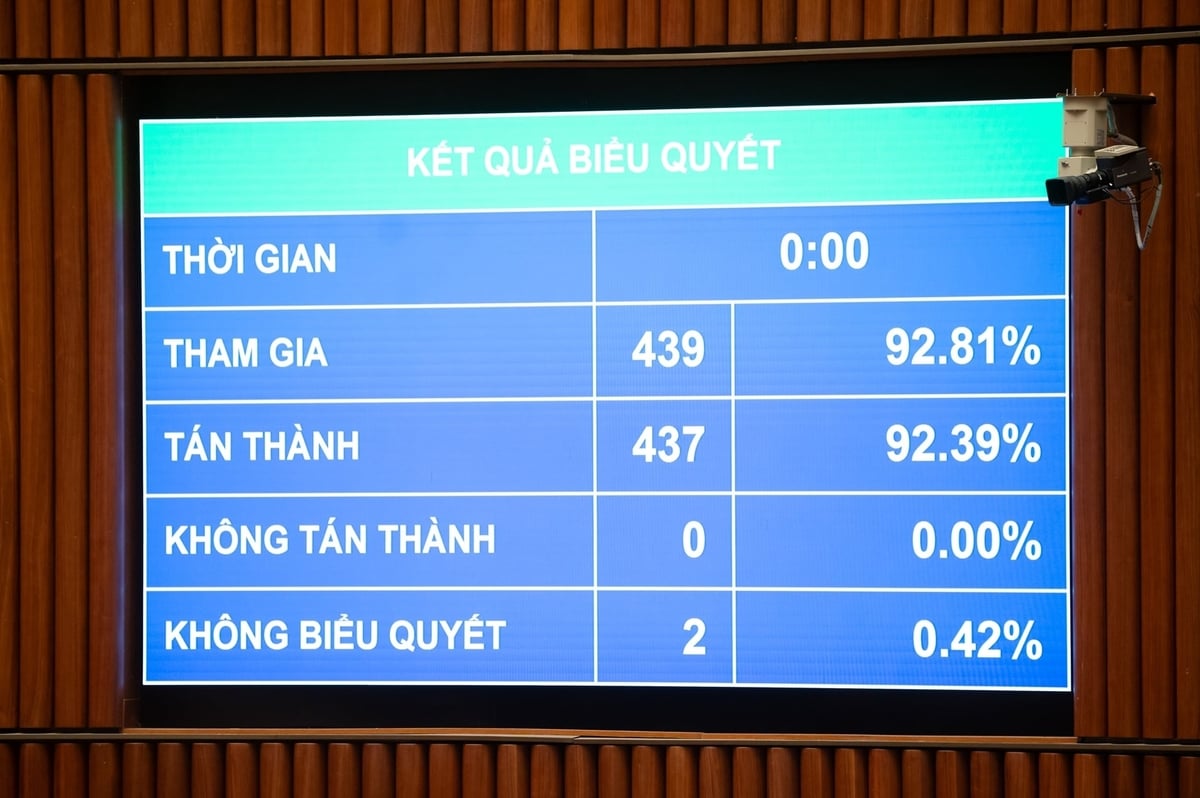 KẾT QUẢ BIỂU QUYẾT
THỜI GIAN 0:00
THAM GIA 439 92.81%
TÁN THÀNH 437 92.39%
KHÔNG TÁN THÀNH 0 0.00%
KHÔNG BIỂU QUYẾT 2 0.42%